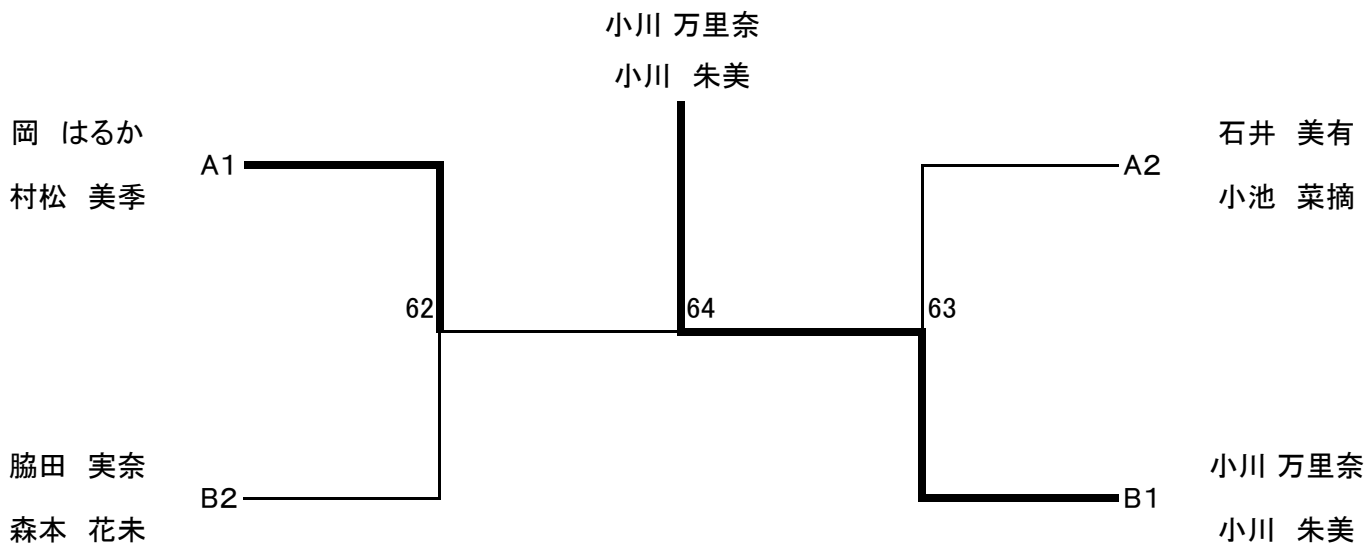 小川 万里奈
小川　朱美
岡　はるか
村松　美季
A1
A2
石井　美有
小池　菜摘
62
64
63
脇田　実奈
森本　花未
B2
B1
小川 万里奈
小川　朱美